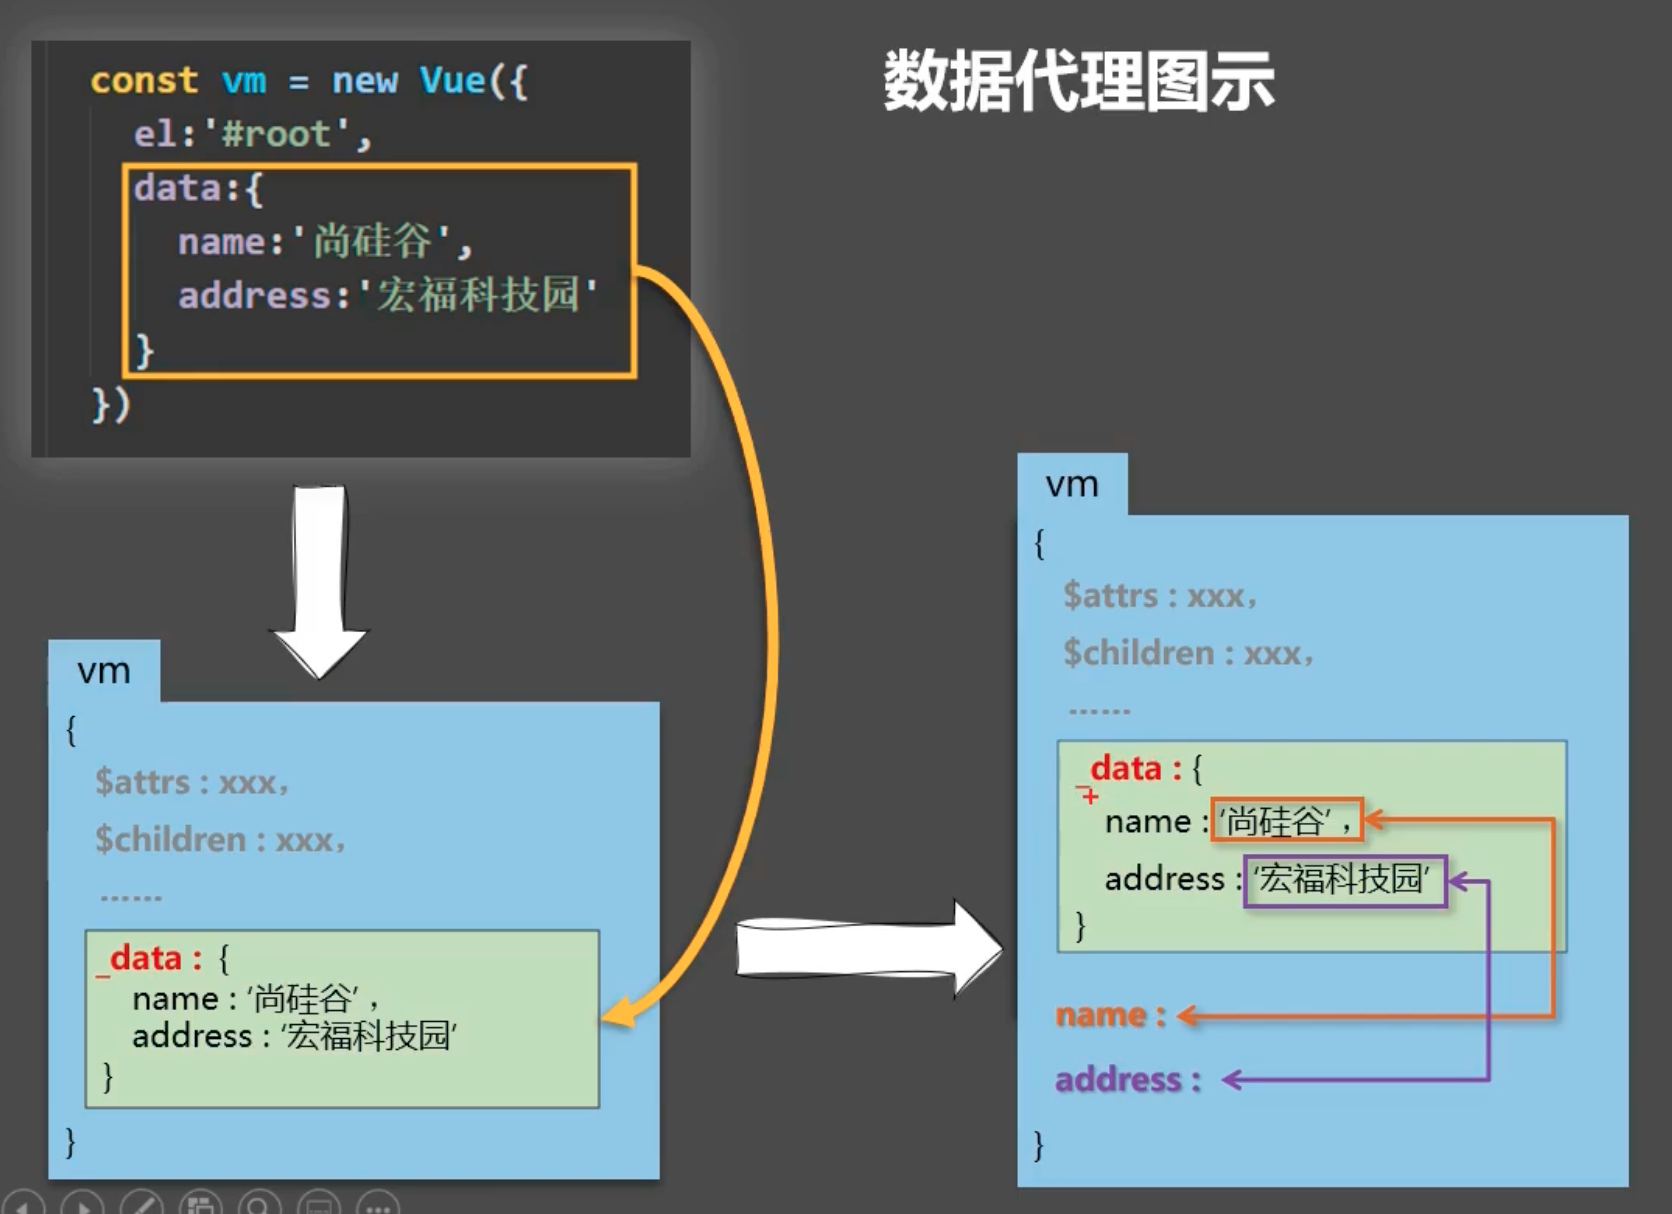 数据代理图示
const vm = new Vue({
el:'#root',
data:{
name:'尚硅谷',
address:'宏福科技园'
}
})
vm
{
$attrs : xxx，
$children : xxx，
......
_data : {
name : ‘尚硅谷’，
address : ‘宏福科技园’
}
}
vm
{
$attrs : xxx，
$children : xxx，
......
_data : {
name : ‘尚硅谷’，
address : ‘宏福科技园’
}
name :
address :
}